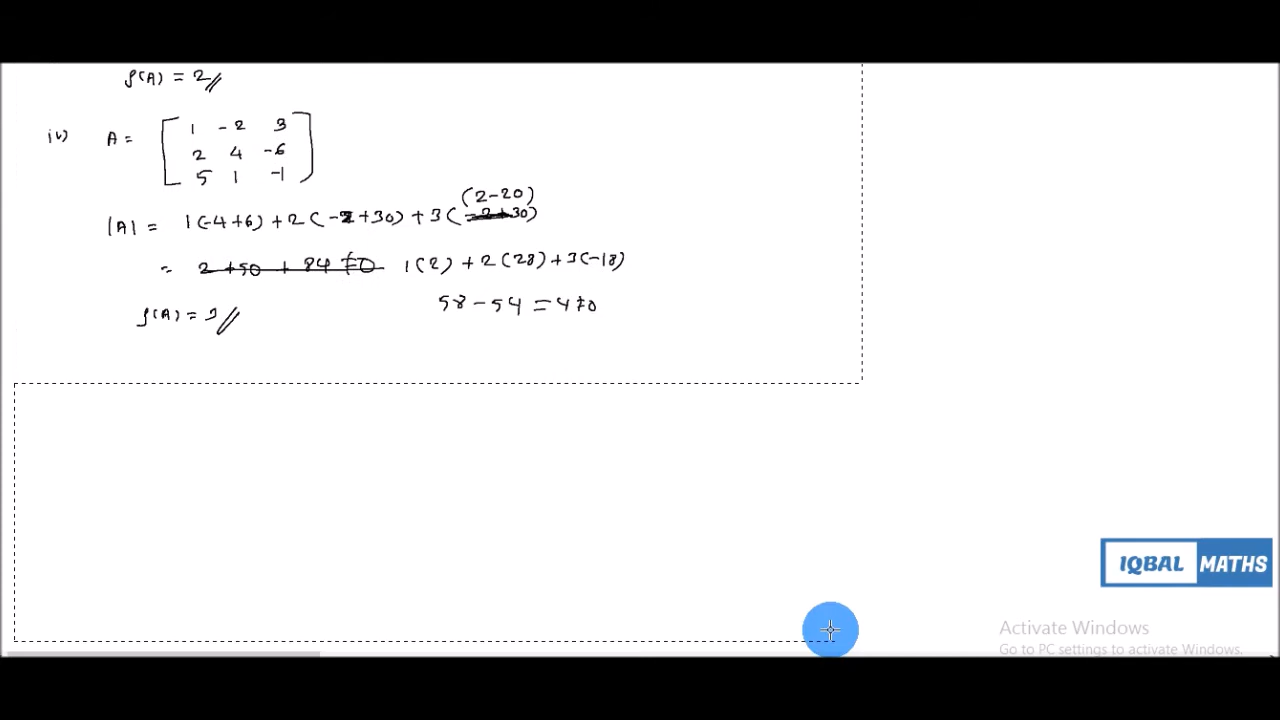 ρ(A) = 2//
iv) A = [ 1 -2 3
2 4 -6
5 1 -1 ]
(2-20)
|A| = 1(-4+6) + 2(-2+30) + 3(-2+30)
= 2 + 50 + 84 ≠ 0 1(2) + 2(28) + 3(-18)
58 - 54 = 4 ≠ 0
ρ(A) = 3//
IQBAL MATHS
Activate Windows
Go to PC settings to activate Windows.